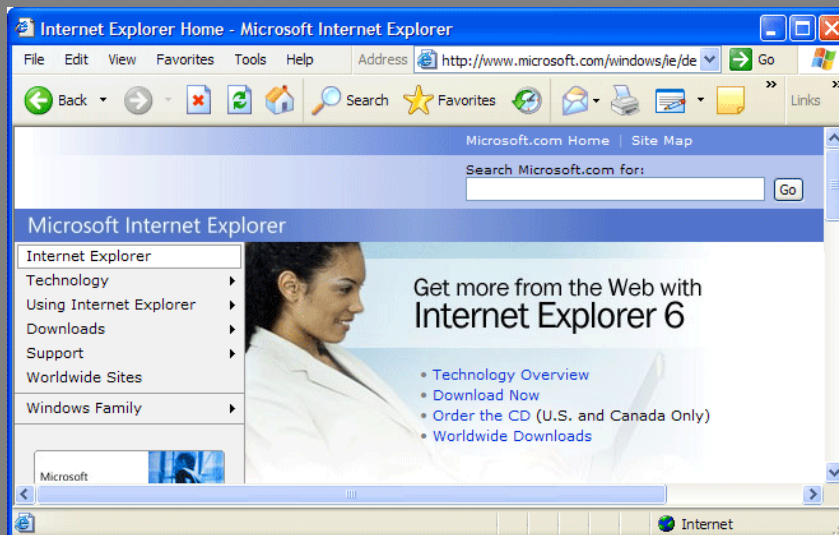 Internet Explorer Home - Microsoft Internet Explorer
File Edit View Favorites Tools Help Address http://www.microsoft.com/windows/ie/de Go
Back Search Favorites » Links »
Microsoft.com Home | Site Map
Search Microsoft.com for:
Go
Microsoft Internet Explorer
Internet Explorer
Technology
Using Internet Explorer
Downloads
Support
Worldwide Sites
Windows Family
Microsoft
Get more from the Web with
Internet Explorer 6
• Technology Overview
• Download Now
• Order the CD (U.S. and Canada Only)
• Worldwide Downloads
Internet